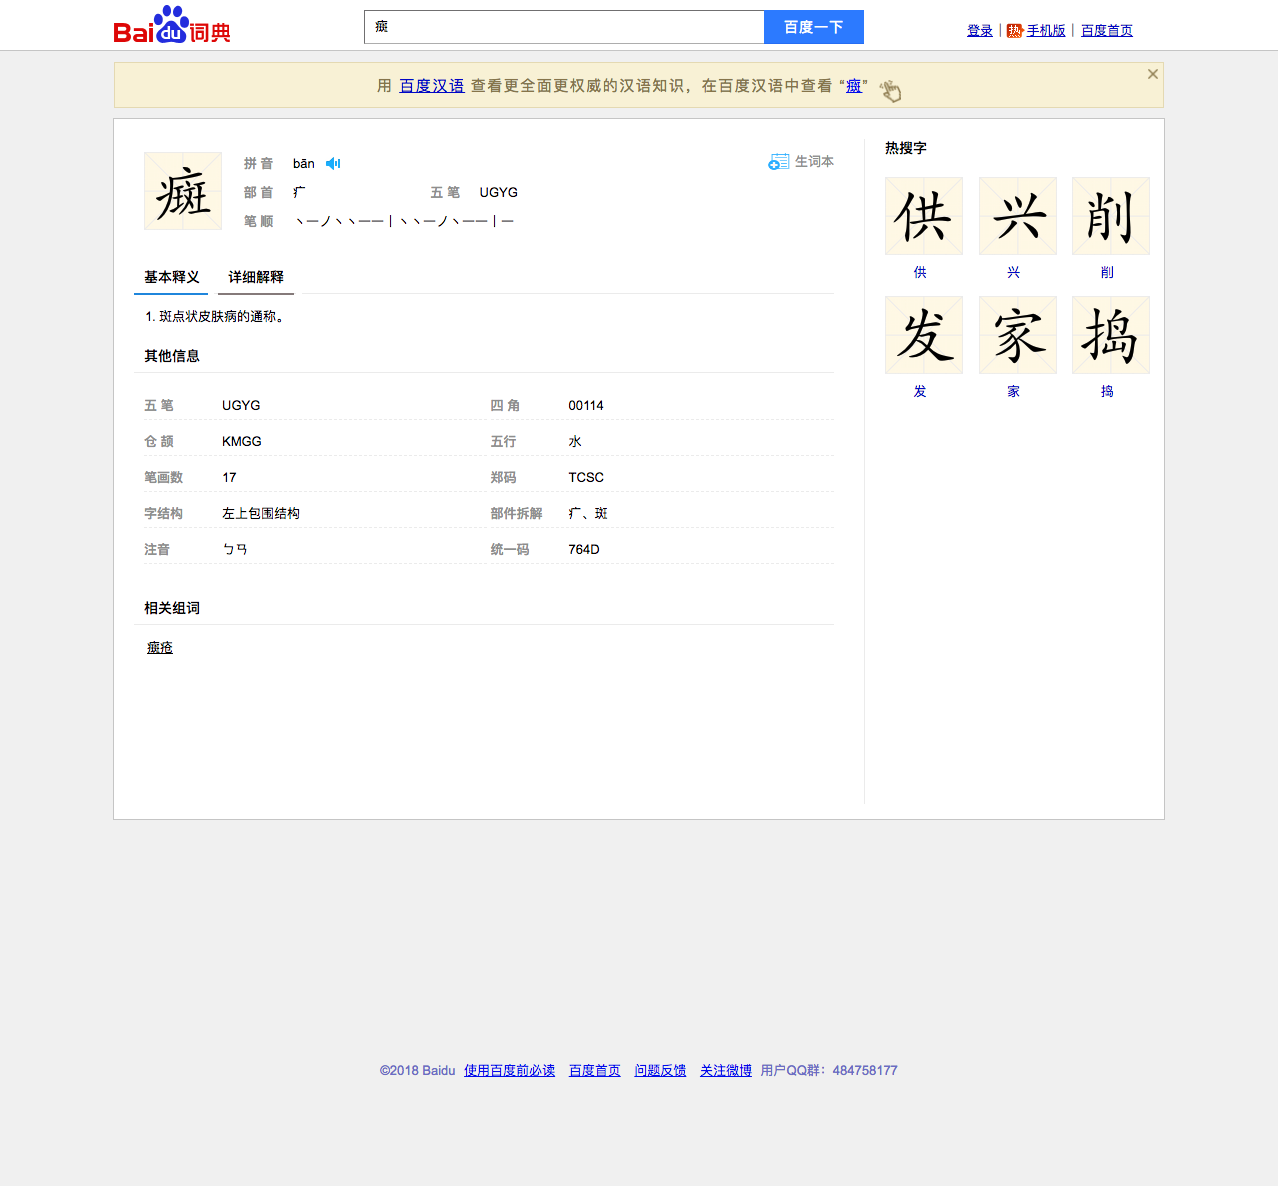 Baidu词典
癍
百度一下
登录 | 热 手机版 | 百度首页
用 百度汉语 查看更全面更权威的汉语知识，在百度汉语中查看 “癍”
癍
拼 音 bān
生词本
部 首 疒 五 笔 UGYG
笔 顺 丶一ノ丶丶一一丨丶丶一ノ丶一一丨一
基本释义 详细解释
1. 斑点状皮肤病的通称。
其他信息
五 笔 UGYG 四 角 00114
仓 颉 KMGG 五行 水
笔画数 17 郑码 TCSC
字结构 左上包围结构 部件拆解 疒、斑
注音 ㄅㄢ 统一码 764D
相关组词
癍疮
热搜字
供 兴 削
供 兴 削
发 家 捣
发 家 捣
©2018 Baidu 使用百度前必读 百度首页 问题反馈 关注微博 用户QQ群：484758177